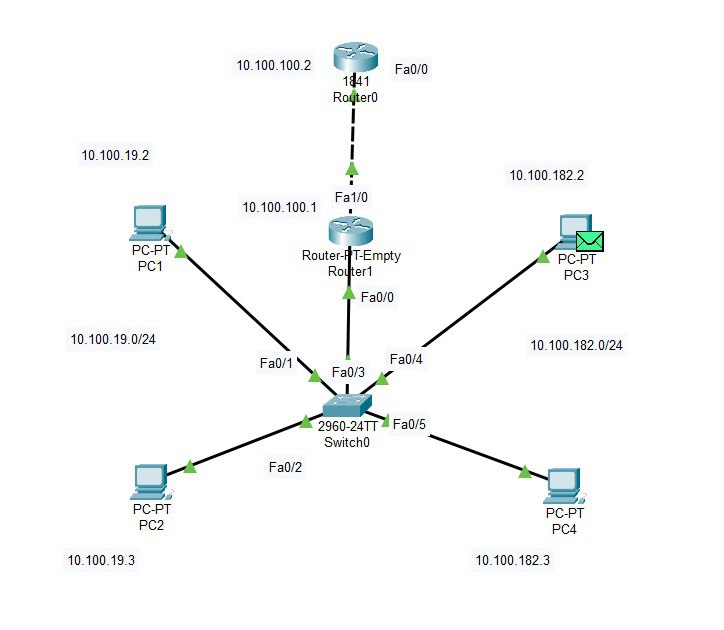 10.100.100.2
Fa0/0
1841
Router0
10.100.19.2
10.100.182.2
Fa1/0
10.100.100.1
PC-PT
PC1
Router-PT-Empty
Router1
PC-PT
PC3
Fa0/0
10.100.19.0/24
10.100.182.0/24
Fa0/1
Fa0/3
Fa0/4
2960-24TT
Switch0
Fa0/5
Fa0/2
PC-PT
PC2
PC-PT
PC4
10.100.19.3
10.100.182.3